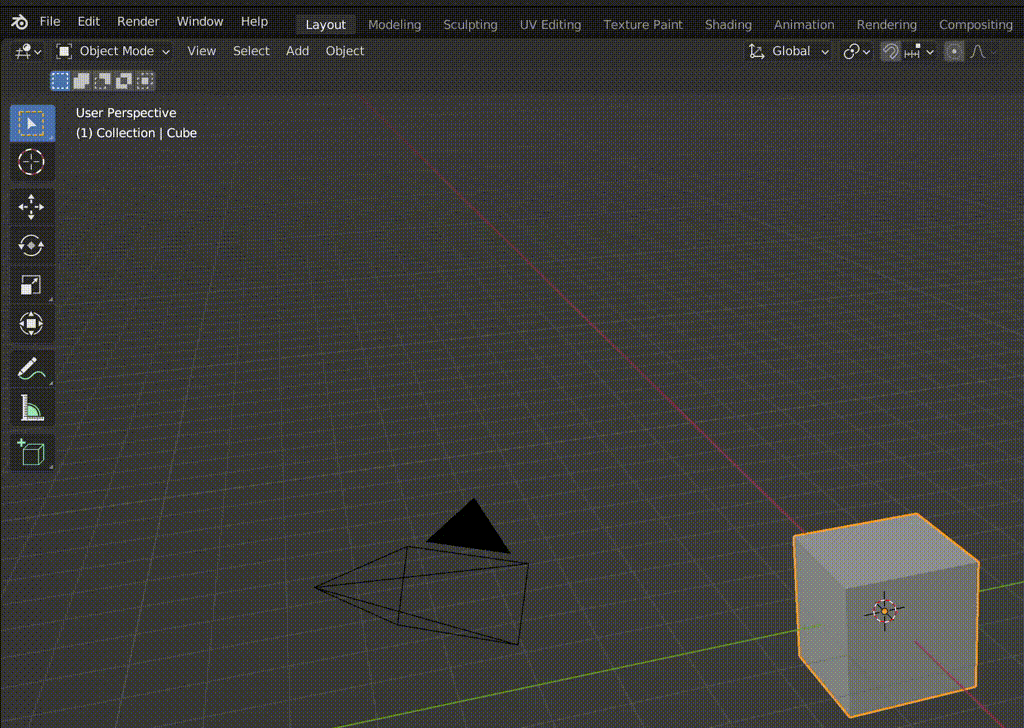 File Edit Render Window Help Layout Modeling Sculpting UV Editing Texture Paint Shading Animation Rendering Compositing
Object Mode View Select Add Object Global
User Perspective
(1) Collection | Cube